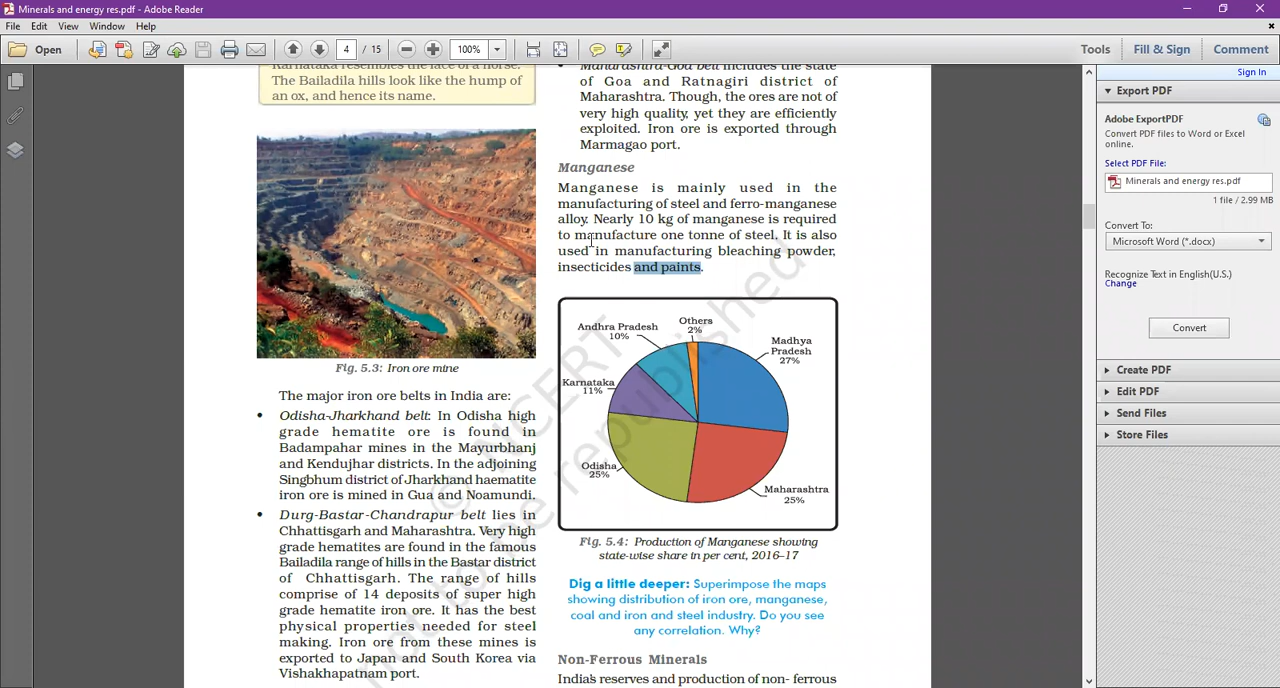 Minerals and energy res.pdf - Adobe Reader
File Edit View Window Help
Open 4 / 15 100% Tools Fill & Sign Comment
Karnataka resembles the face of a horse.
The Bailadila hills look like the hump of
an ox, and hence its name.
Fig. 5.3: Iron ore mine
The major iron ore belts in India are:
• Odisha-Jharkhand belt: In Odisha high
grade hematite ore is found in
Badampahar mines in the Mayurbhanj
and Kendujhar districts. In the adjoining
Singbhum district of Jharkhand haematite
iron ore is mined in Gua and Noamundi.
• Durg-Bastar-Chandrapur belt lies in
Chhattisgarh and Maharashtra. Very high
grade hematites are found in the famous
Bailadila range of hills in the Bastar district
of Chhattisgarh. The range of hills
comprise of 14 deposits of super high
grade hematite iron ore. It has the best
physical properties needed for steel
making. Iron ore from these mines is
exported to Japan and South Korea via
Vishakhapatnam port.
• Maharashtra-Goa belt includes the state
of Goa and Ratnagiri district of
Maharashtra. Though, the ores are not of
very high quality, yet they are efficiently
exploited. Iron ore is exported through
Marmagao port.
Manganese
Manganese is mainly used in the
manufacturing of steel and ferro-manganese
alloy. Nearly 10 kg of manganese is required
to manufacture one tonne of steel. It is also
used in manufacturing bleaching powder,
insecticides and paints.
Others
2%
Andhra Pradesh
10%
Madhya
Pradesh
27%
Karnataka
11%
Odisha
25%
Maharashtra
25%
Fig. 5.4: Production of Manganese showing
state-wise share in per cent, 2016–17
Dig a little deeper: Superimpose the maps
showing distribution of iron ore, manganese,
coal and iron and steel industry. Do you see
any correlation. Why?
Non-Ferrous Minerals
India's reserves and production of non- ferrous
© NCERT
not to be republished
Sign In
Export PDF
Adobe ExportPDF
Convert PDF files to Word or Excel
online.
Select PDF File:
Minerals and energy res.pdf
1 file / 2.99 MB
Convert To:
Microsoft Word (*.docx)
Recognize Text in English(U.S.)
Change
Convert
Create PDF
Edit PDF
Send Files
Store Files